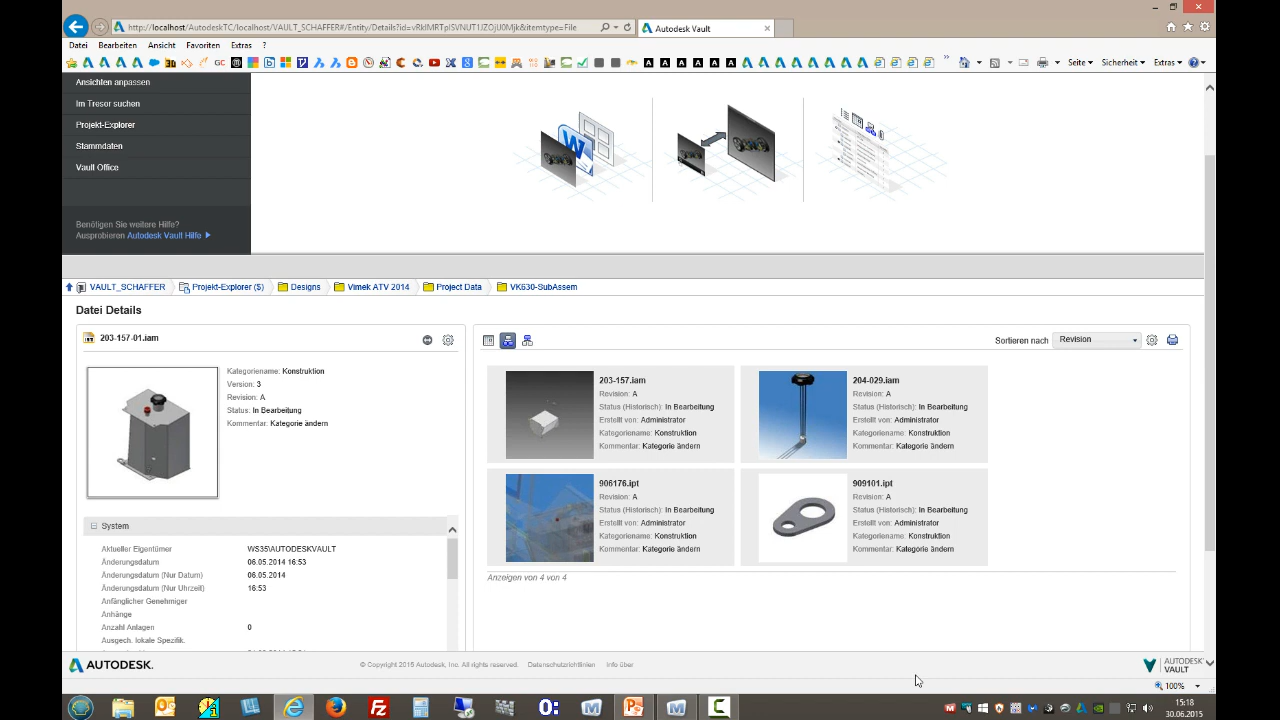 http://localhost/AutodeskTC/localhost/VAULT_SCHAFFER#/Entity/Details?id=
&itemtype=File
Autodesk Vault
Datei Bearbeiten Ansicht Favoriten Extras ?
Seite Sicherheit Extras
Ansichten anpassen
Im Tresor suchen
Projekt-Explorer
Stammdaten
Vault Office
Benötigen Sie weitere Hilfe?
Ausprobieren Autodesk Vault Hilfe
VAULT_SCHAFFER Projekt-Explorer ($) Designs Vimek ATV 2014 Project Data VK630-SubAssem
Datei Details
203-157-01.iam
Kategoriename: Konstruktion
Version: 3
Revision: A
Status: In Bearbeitung
Kommentar: Kategorie ändern
System
Aktueller Eigentümer WS35\AUTODESKVAULT
Änderungsdatum 06.05.2014 16:53
Änderungsdatum (Nur Datum) 06.05.2014
Änderungsdatum (Nur Uhrzeit) 16:53
Anfänglicher Genehmiger
Anhänge
Anzahl Anlagen 0
Ausgech. lokale Spezifik.
Sortieren nach Revision
203-157.iam
Revision: A
Status (Historisch): In Bearbeitung
Erstellt von: Administrator
Kategoriename: Konstruktion
Kommentar: Kategorie ändern
204-029.iam
Revision: A
Status (Historisch): In Bearbeitung
Erstellt von: Administrator
Kategoriename: Konstruktion
Kommentar: Kategorie ändern
906176.ipt
Revision: A
Status (Historisch): In Bearbeitung
Erstellt von: Administrator
Kategoriename: Konstruktion
Kommentar: Kategorie ändern
909101.ipt
Revision: A
Status (Historisch): In Bearbeitung
Erstellt von: Administrator
Kategoriename: Konstruktion
Kommentar: Kategorie ändern
Anzeigen von 4 von 4
AUTODESK.
© Copyright 2015 Autodesk, Inc. All rights reserved. Datenschutzrichtlinien Info über
AUTODESK
VAULT
100%
15:18
30.06.2015